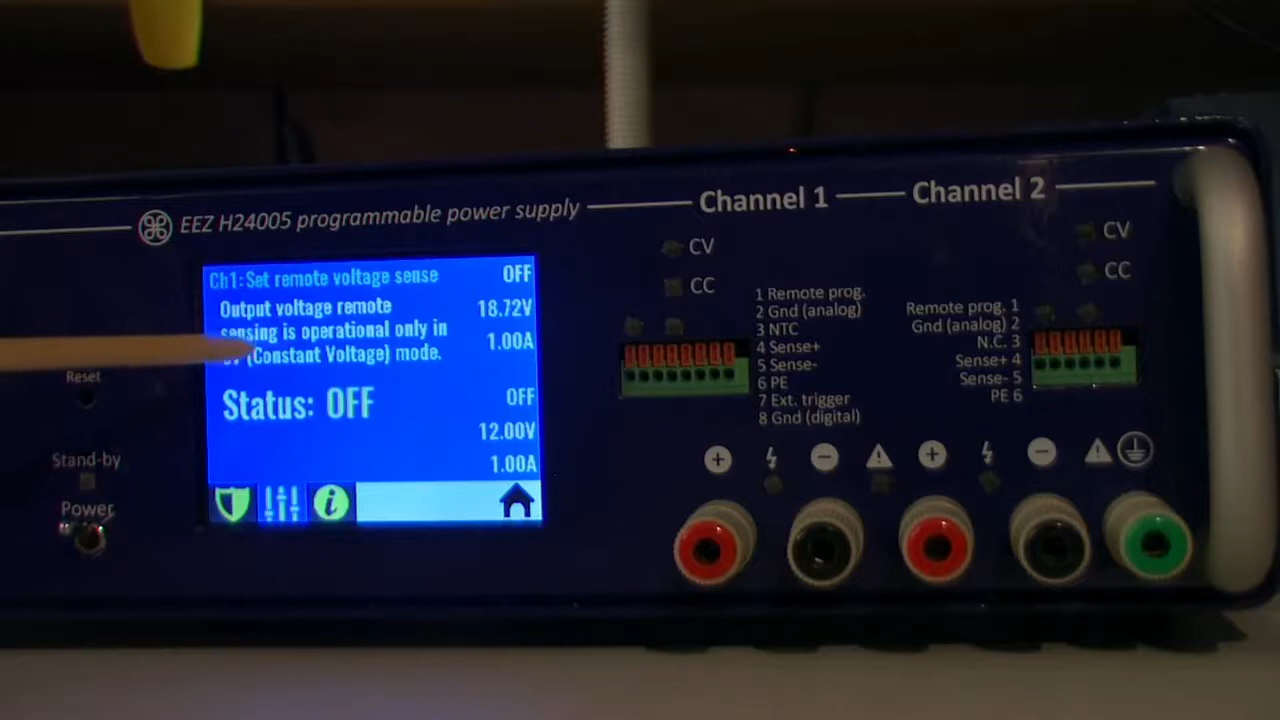 EEZ H24005 programmable power supply
Channel 1
Channel 2
Ch1: Set remote voltage sense
OFF
Output voltage remote
18.72V
sensing is operational only in
1.00A
(Constant Voltage) mode.
Status: OFF
OFF
12.00V
1.00A
i
Reset
Stand-by
Power
CV
CC
1 Remote prog.
2 Gnd (analog)
3 NTC
4 Sense+
5 Sense-
6 PE
7 Ext. trigger
8 Gnd (digital)
CV
CC
Remote prog. 1
Gnd (analog) 2
N.C. 3
Sense+ 4
Sense- 5
PE 6